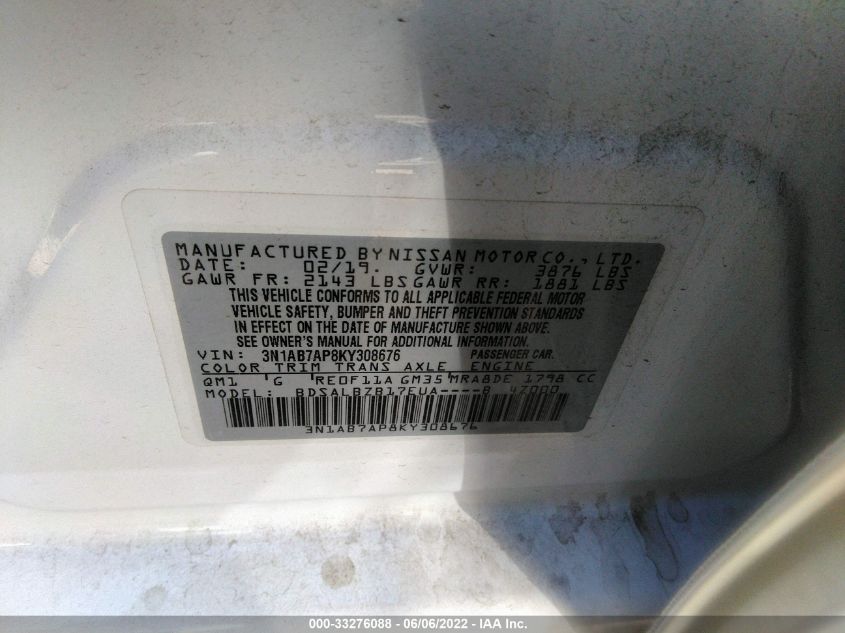 MANUFACTURED BY NISSAN MOTOR CO., LTD.
DATE: 02/19. GVWR: 3876 LBS
GAWR FR: 2143 LBS GAWR RR: 1881 LBS
THIS VEHICLE CONFORMS TO ALL APPLICABLE FEDERAL MOTOR
VEHICLE SAFETY, BUMPER AND THEFT PREVENTION STANDARDS
IN EFFECT ON THE DATE OF MANUFACTURE SHOWN ABOVE.
SEE OWNER'S MANUAL FOR ADDITIONAL INFORMATION.
VIN: 3N1AB7AP8KY308676 PASSENGER CAR.
COLOR TRIM TRANS AXLE ENGINE
QM1 G RE0F11A GM35 MRA8DE 1798 CC
MODEL: BDSALBZB17EUA----B 47000
3N1AB7AP8KY308676
000-33276088 - 06/06/2022 - IAA Inc.